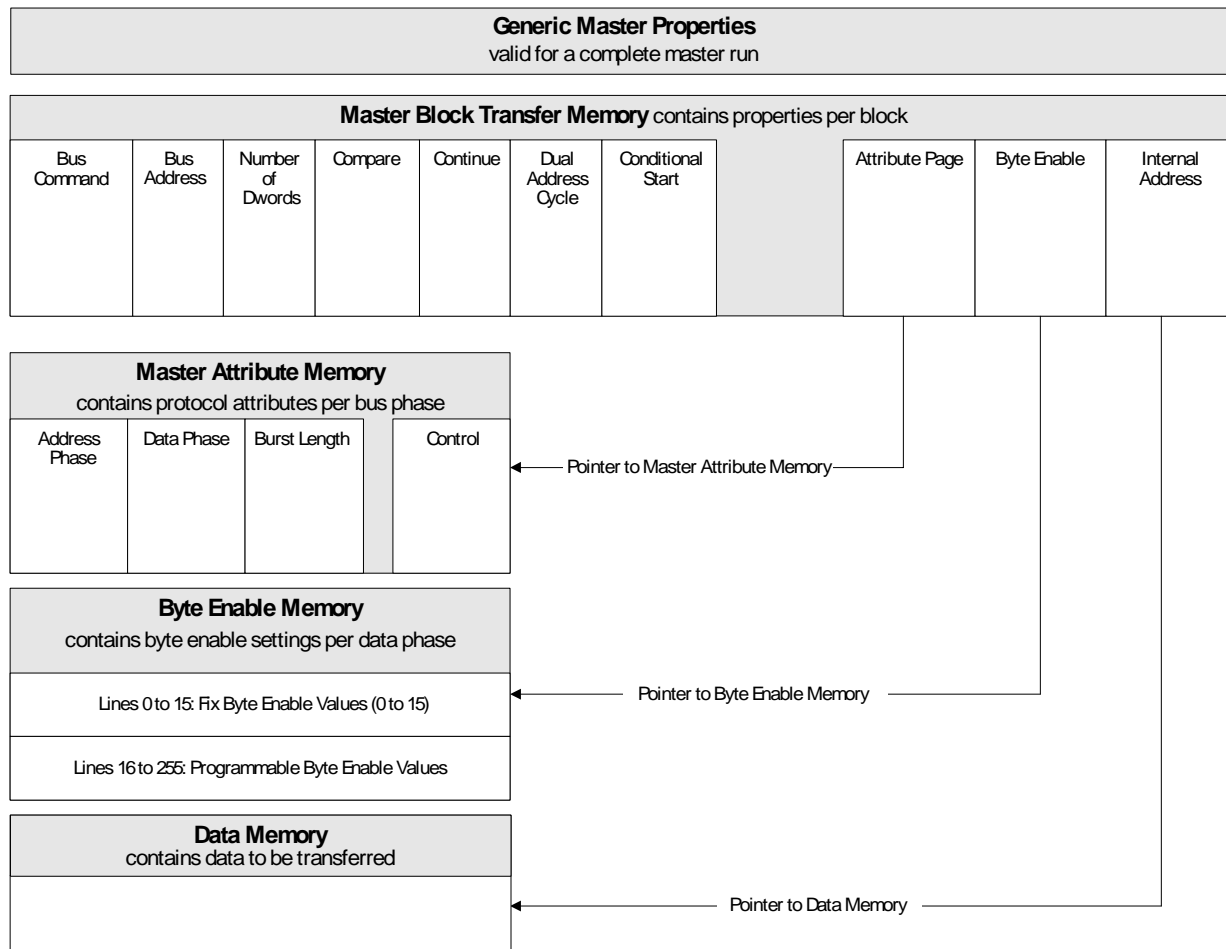 Generic Master Properties
valid for a complete master run
Master Block Transfer Memory contains properties per block
Bus
Command
Bus
Address
Number
of
Dwords
Compare
Continue
Dual
Address
Cycle
Conditional
Start
Attribute Page
Byte Enable
Internal
Address
Master Attribute Memory
contains protocol attributes per bus phase
Address
Phase
Data Phase
Burst Length
Control
Pointer to Master Attribute Memory
Byte Enable Memory
contains byte enable settings per data phase
Lines 0 to 15: Fix Byte Enable Values (0 to 15)
Pointer to Byte Enable Memory
Lines 16 to 255: Programmable Byte Enable Values
Data Memory
contains data to be transferred
Pointer to Data Memory